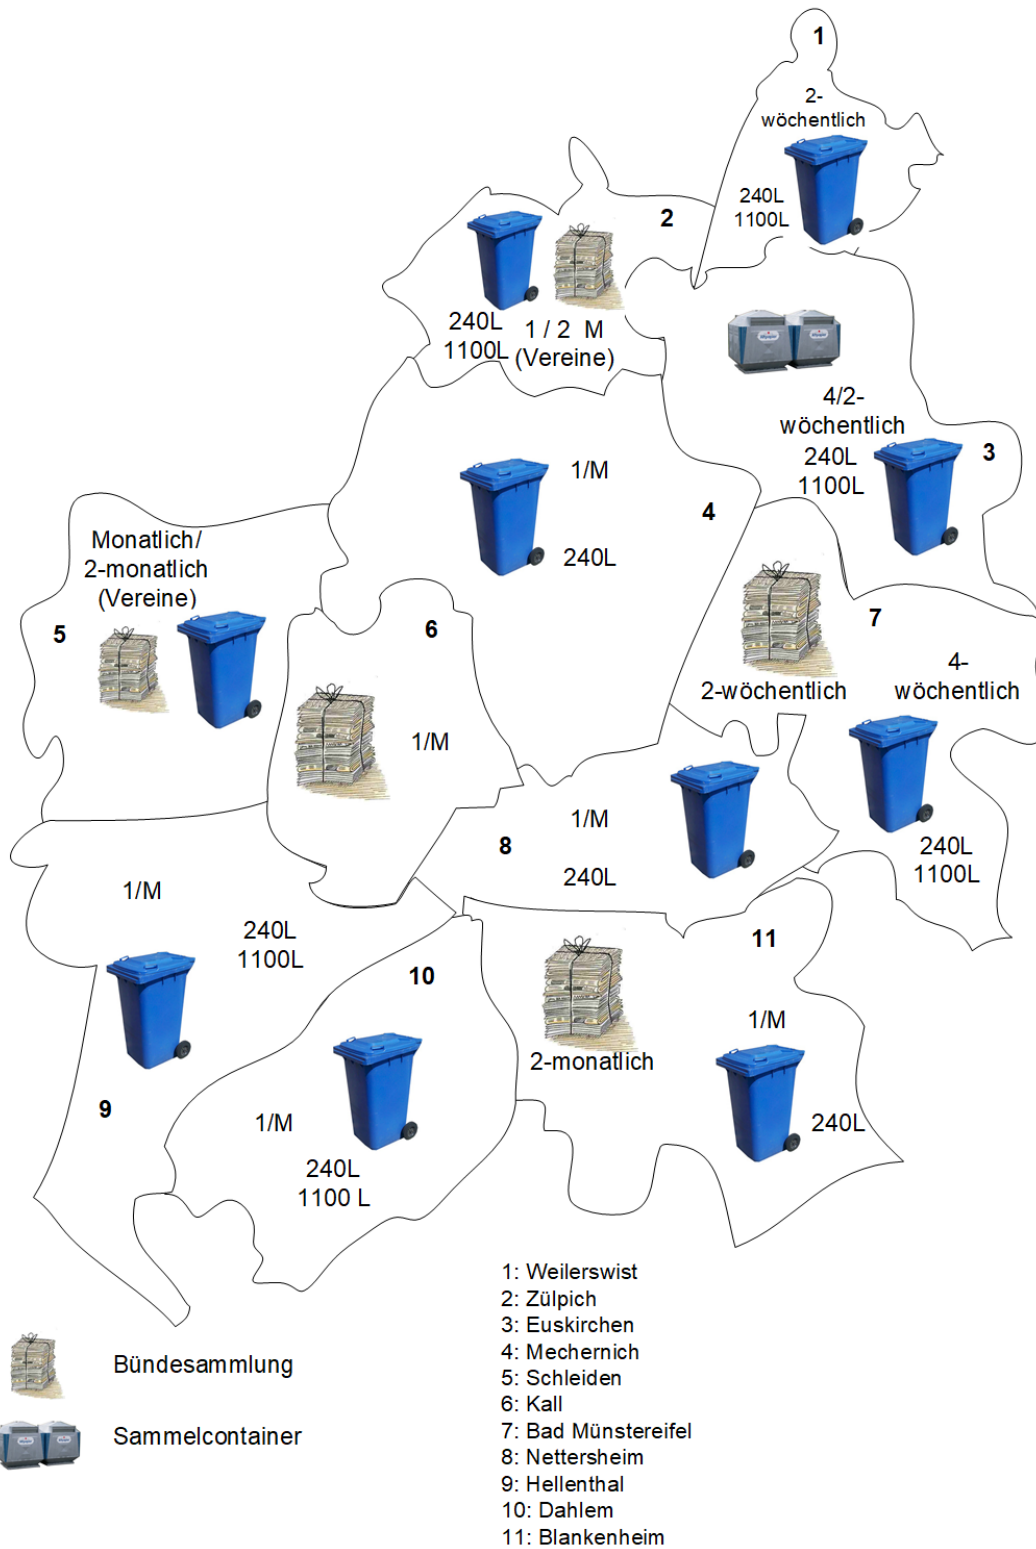 1
2-
wöchentlich
240L
1100L
2
240L
1100L
1 / 2 M
(Vereine)
4/2-
wöchentlich
240L
1100L
3
1/M
240L
4
Monatlich/
2-monatlich
(Vereine)
5
6
1/M
2-wöchentlich
7
4-
wöchentlich
240L
1100L
1/M
8
240L
1/M
240L
1100L
9
10
1/M
240L
1100 L
11
2-monatlich
1/M
240L
1: Weilerswist
2: Zülpich
3: Euskirchen
4: Mechernich
5: Schleiden
6: Kall
7: Bad Münstereifel
8: Nettersheim
9: Hellenthal
10: Dahlem
11: Blankenheim
Bündesammlung
Sammelcontainer